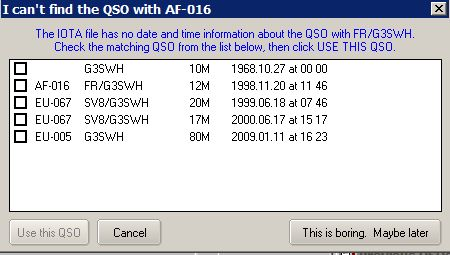 I can't find the QSO with AF-016
The IOTA file has no date and time information about the QSO with FR/G3SWH.
Check the matching QSO from the list below, then click USE THIS QSO.
G3SWH 10M 1968.10.27 at 00 00
AF-016 FR/G3SWH 12M 1998.11.20 at 11 46
EU-067 SV8/G3SWH 20M 1999.06.18 at 07 46
EU-067 SV8/G3SWH 17M 2000.06.17 at 15 17
EU-005 G3SWH 80M 2009.01.11 at 16 23
Use this QSO Cancel This is boring. Maybe later